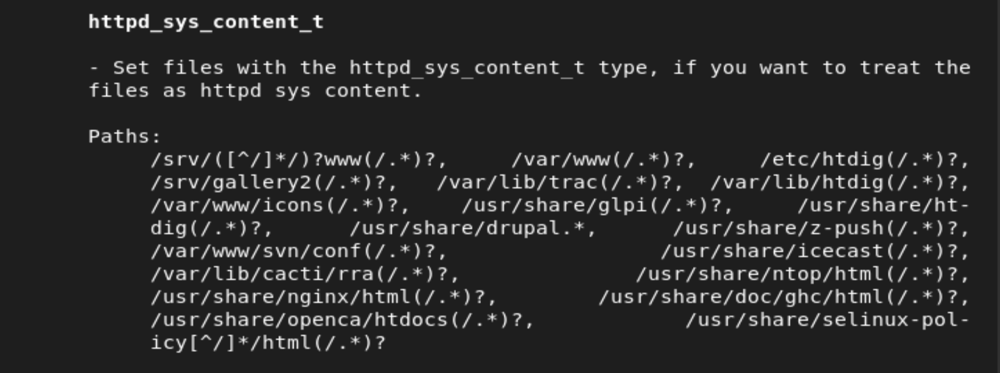 httpd_sys_content_t
- Set files with the httpd_sys_content_t type, if you want to treat the
files as httpd sys content.
Paths:
/srv/([^/]*/)?www(/.*)?, /var/www(/.*)?, /etc/htdig(/.*)?,
/srv/gallery2(/.*)?, /var/lib/trac(/.*)?, /var/lib/htdig(/.*)?,
/var/www/icons(/.*)?, /usr/share/glpi(/.*)?, /usr/share/ht-
dig(/.*)?, /usr/share/drupal.*, /usr/share/z-push(/.*)?,
/var/www/svn/conf(/.*)?, /usr/share/icecast(/.*)?,
/var/lib/cacti/rra(/.*)?, /usr/share/ntop/html(/.*)?,
/usr/share/nginx/html(/.*)?, /usr/share/doc/ghc/html(/.*)?,
/usr/share/openca/htdocs(/.*)?, /usr/share/selinux-pol-
icy[^/]*/html(/.*)?